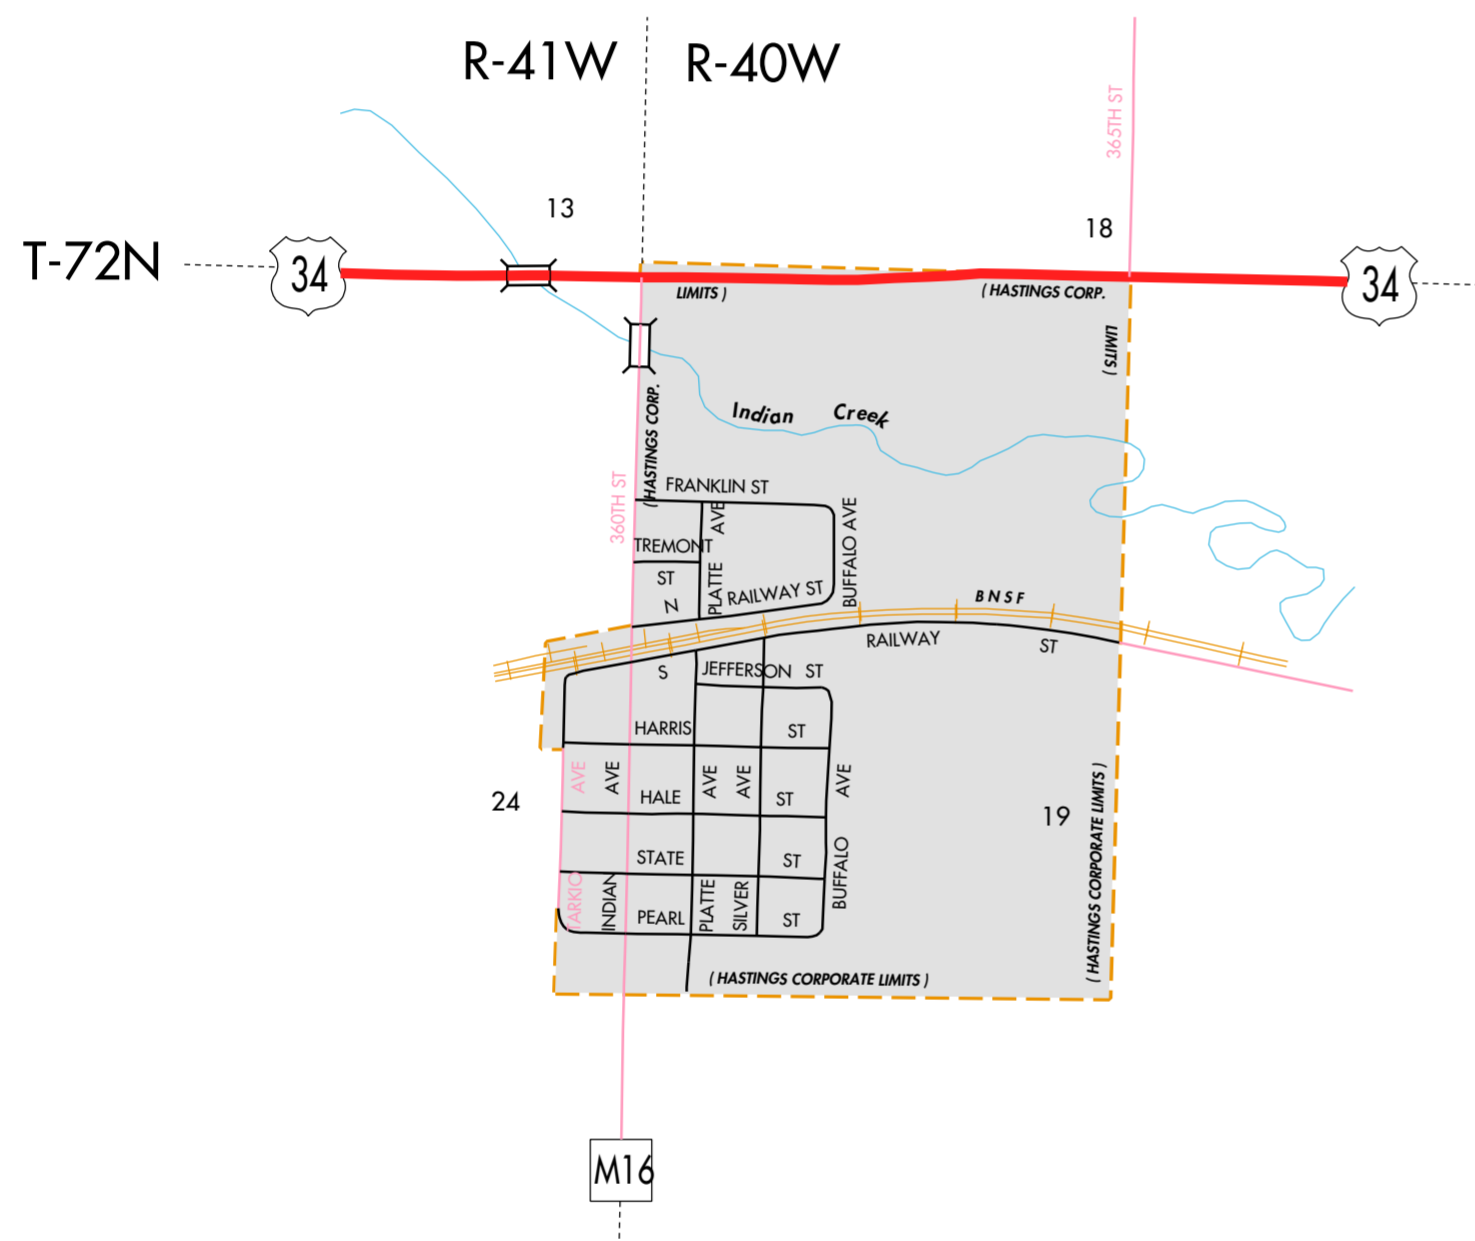 R-41W
R-40W
365TH ST
13
18
T-72N
34
34
LIMITS )
( HASTINGS CORP.
LIMITS )
(HASTINGS CORP.
Indian Creek
360TH ST
FRANKLIN ST
PLATTE AVE
BUFFALO AVE
TREMONT
ST
N
RAILWAY ST
BNSF
RAILWAY ST
S
JEFFERSON ST
HARRIS ST
TARKIO AVE
INDIAN AVE
PLATTE AVE
SILVER AVE
BUFFALO AVE
HALE ST
24
19
STATE ST
PEARL ST
( HASTINGS CORPORATE LIMITS )
( HASTINGS CORPORATE LIMITS )
M16